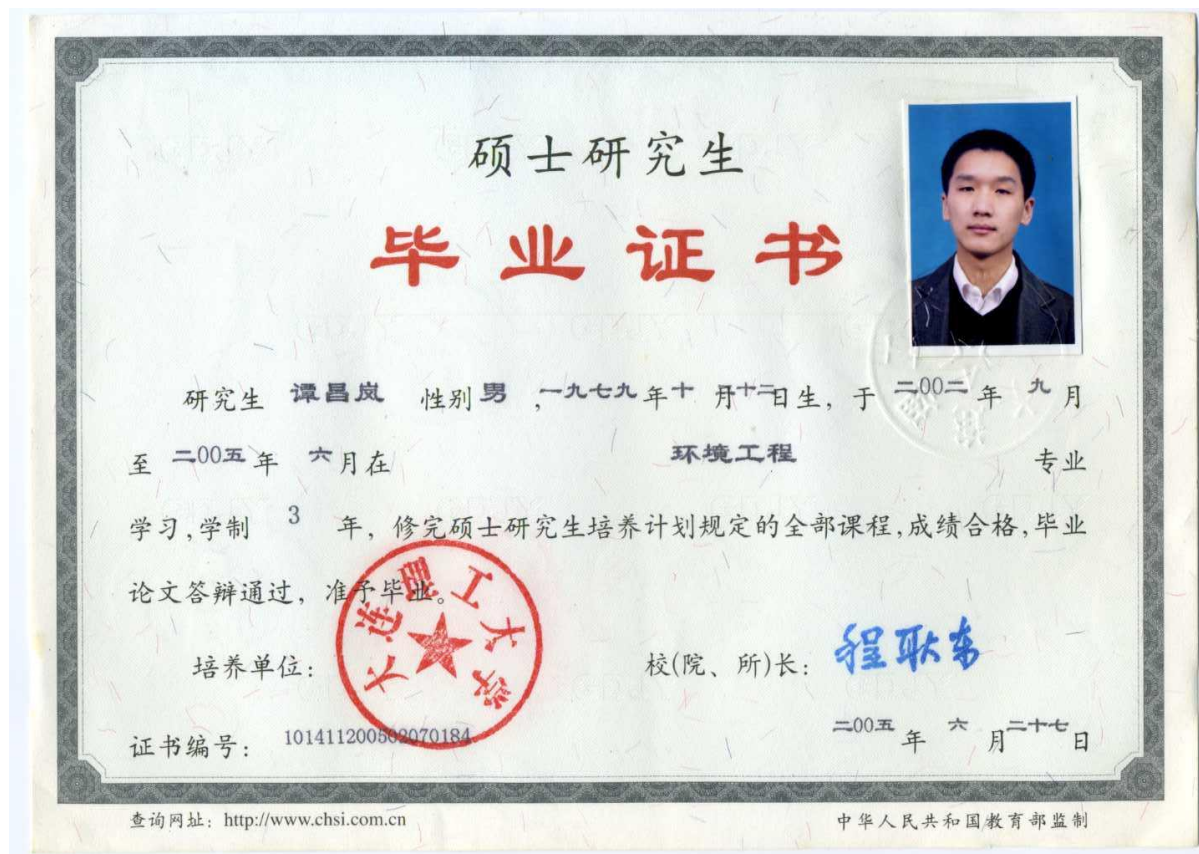 硕士研究生
毕业证书
研究生 谭昌岚 性别 男 ,一九七九年十月十二日生, 于 二00二 年 九 月
至 二00五 年 六 月在 环境工程 专业
学习,学制 3 年, 修完硕士研究生培养计划规定的全部课程,成绩合格,毕业
论文答辩通过, 准予毕业。
大连理工大学
培养单位: 校(院、所)长: 程耿东
证书编号: 101411200502070184 二00五 年 六 月 二十七 日
查询网址: http://www.chsi.com.cn 中华人民共和国教育部监制